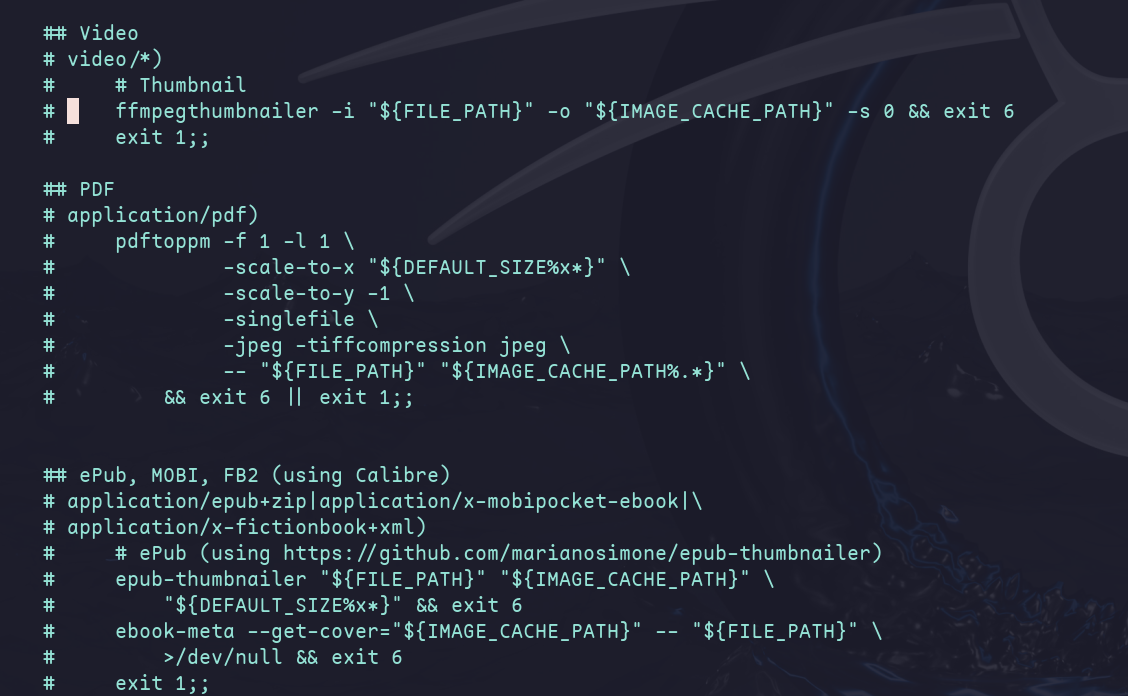 ## Video
# video/*)
#     # Thumbnail
#     ffmpegthumbnailer -i "${FILE_PATH}" -o "${IMAGE_CACHE_PATH}" -s 0 && exit 6
#     exit 1;;
## PDF
# application/pdf)
#     pdftoppm -f 1 -l 1 \
#              -scale-to-x "${DEFAULT_SIZE%x*}" \
#              -scale-to-y -1 \
#              -singlefile \
#              -jpeg -tiffcompression jpeg \
#              -- "${FILE_PATH}" "${IMAGE_CACHE_PATH%.*}" \
#         && exit 6 || exit 1;;
## ePub, MOBI, FB2 (using Calibre)
# application/epub+zip|application/x-mobipocket-ebook|\
# application/x-fictionbook+xml)
#     # ePub (using https://github.com/marianosimone/epub-thumbnailer)
#     epub-thumbnailer "${FILE_PATH}" "${IMAGE_CACHE_PATH}" \
#         "${DEFAULT_SIZE%x*}" && exit 6
#     ebook-meta --get-cover="${IMAGE_CACHE_PATH}" -- "${FILE_PATH}" \
#         >/dev/null && exit 6
#     exit 1;;